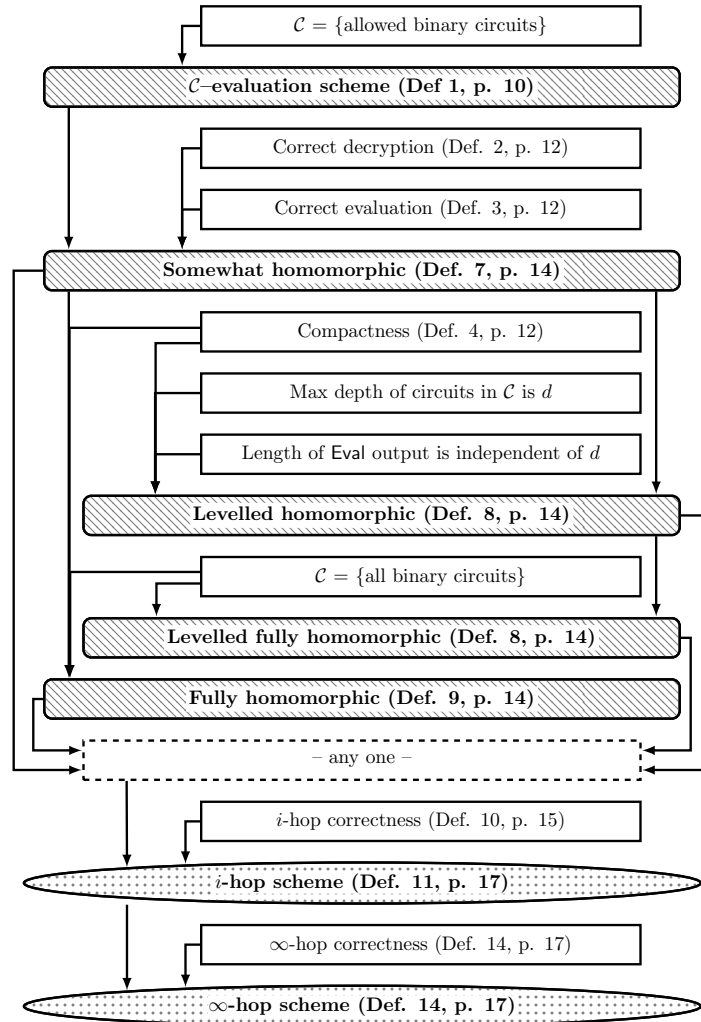 𝒞 = {allowed binary circuits}
𝒞–evaluation scheme (Def 1, p. 10)
Correct decryption (Def. 2, p. 12)
Correct evaluation (Def. 3, p. 12)
Somewhat homomorphic (Def. 7, p. 14)
Compactness (Def. 4, p. 12)
Max depth of circuits in 𝒞 is d
Length of Eval output is independent of d
Levelled homomorphic (Def. 8, p. 14)
𝒞 = {all binary circuits}
Levelled fully homomorphic (Def. 8, p. 14)
Fully homomorphic (Def. 9, p. 14)
– any one –
i-hop correctness (Def. 10, p. 15)
i-hop scheme (Def. 11, p. 17)
∞-hop correctness (Def. 14, p. 17)
∞-hop scheme (Def. 14, p. 17)